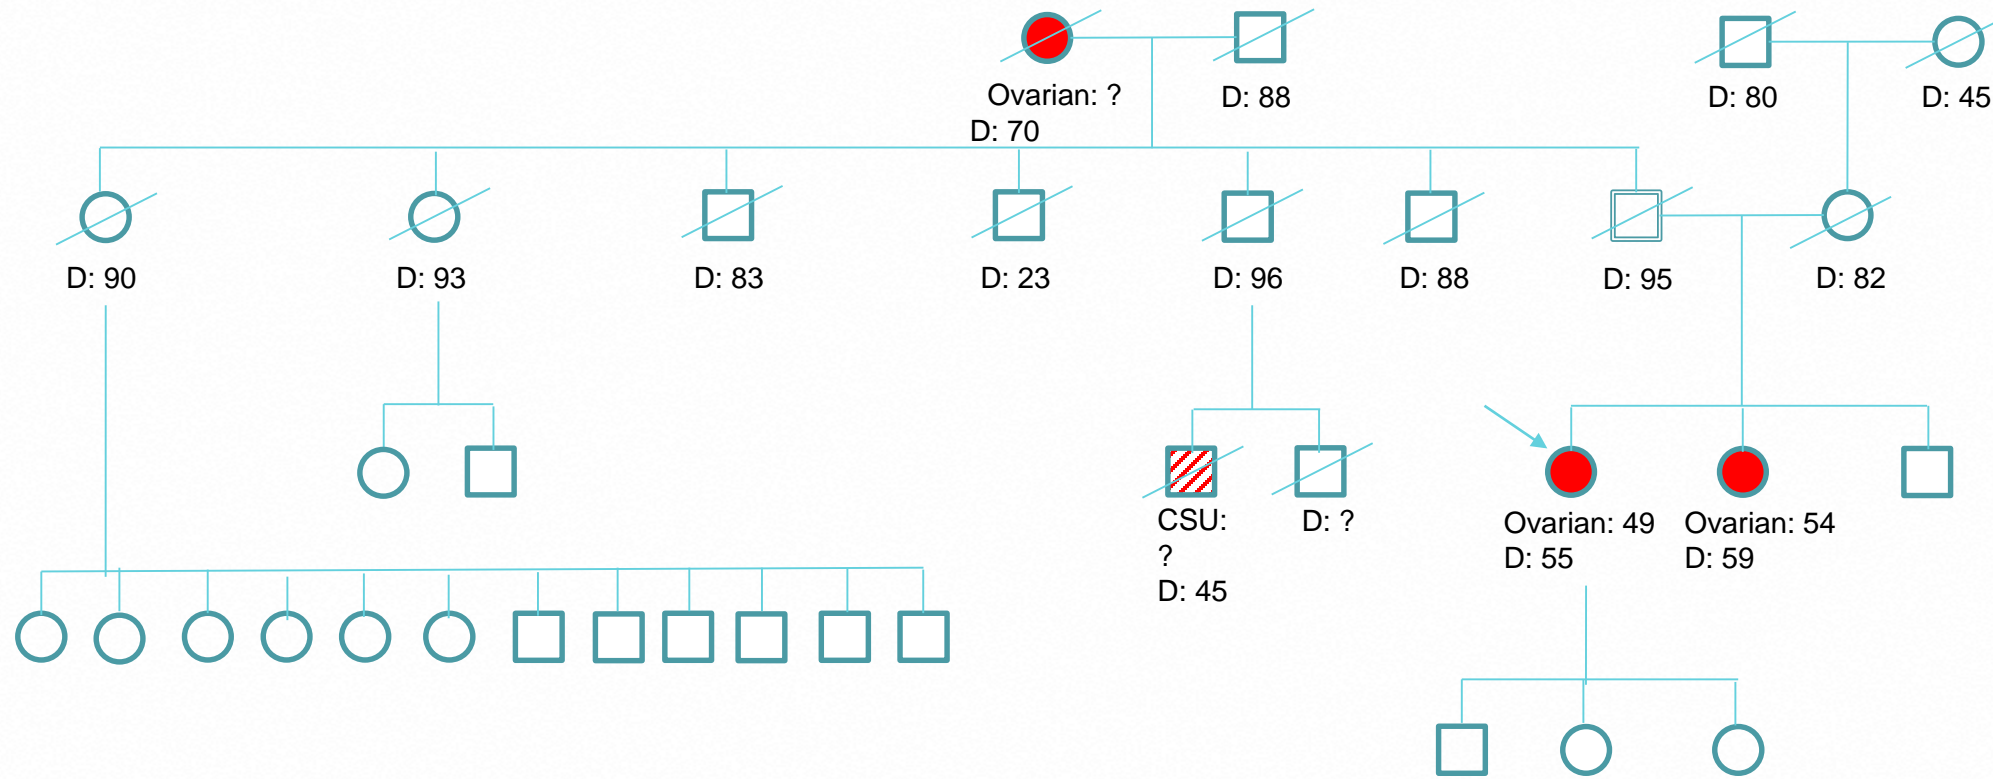 Ovarian: ?
D: 70
D: 88
D: 80
D: 45
D: 90
D: 93
D: 83
D: 23
D: 96
D: 88
D: 95
D: 82
CSU:
?
D: 45
D: ?
Ovarian: 49
D: 55
Ovarian: 54
D: 59